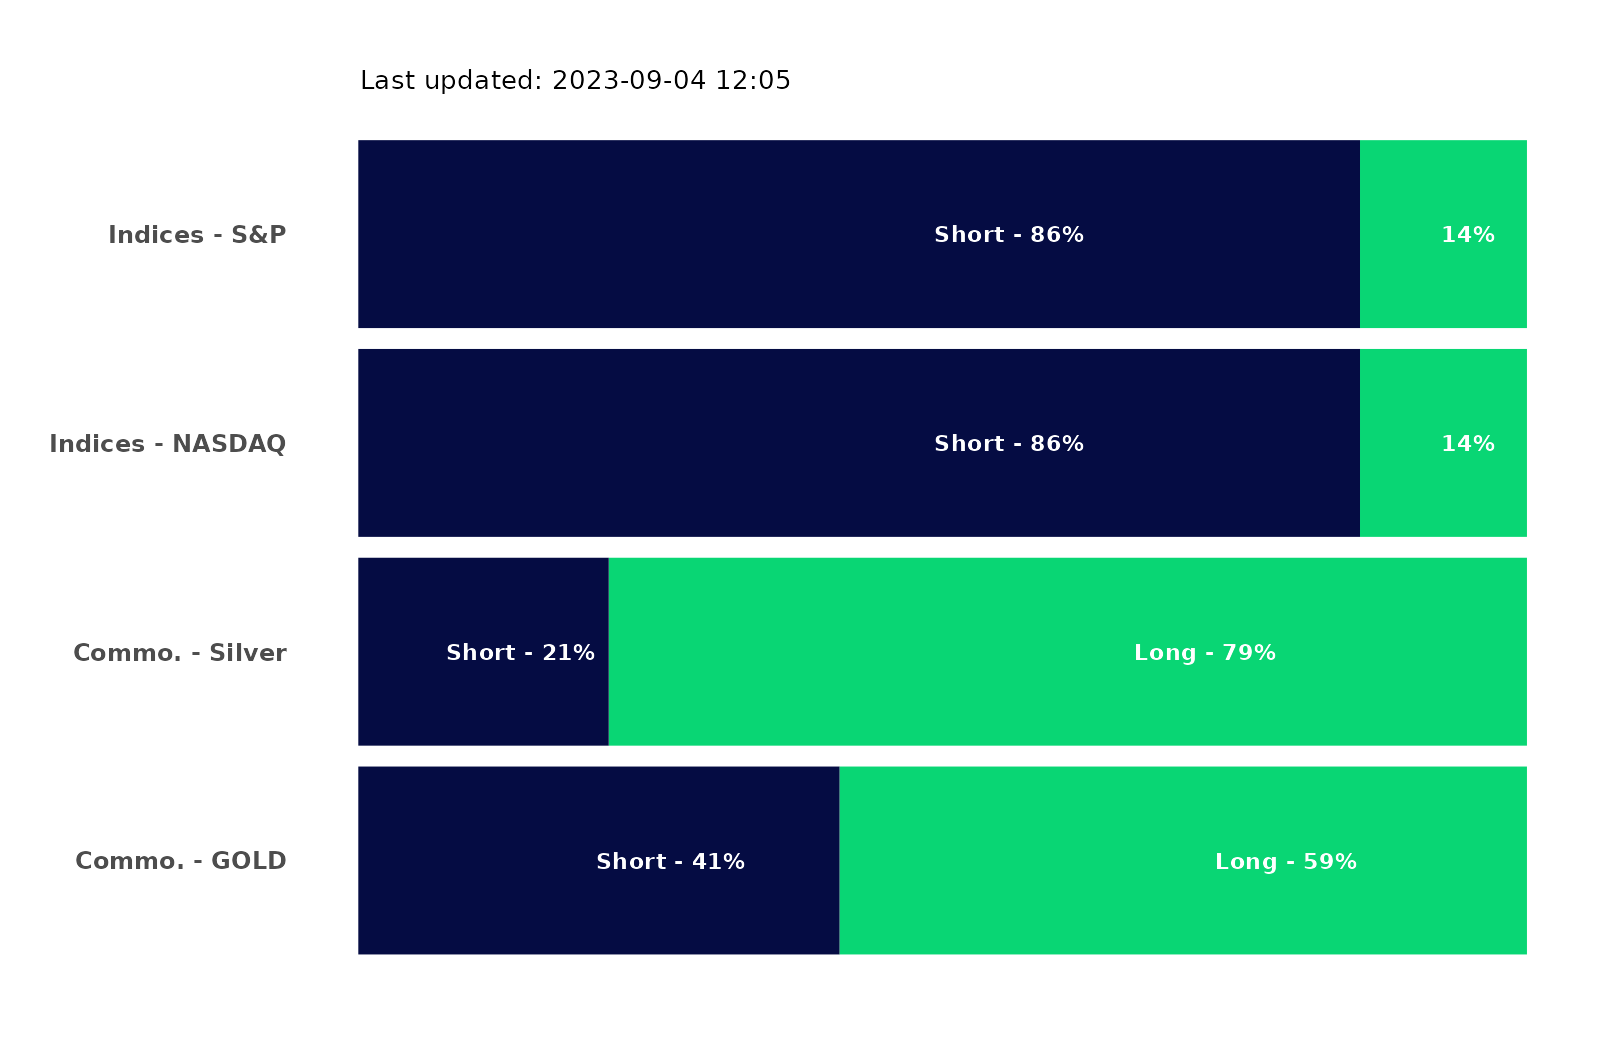 Last updated: 2023-09-04 12:05
Indices - S&P Short - 86% 14%
Indices - NASDAQ Short - 86% 14%
Commo. - Silver Short - 21% Long - 79%
Commo. - GOLD Short - 41% Long - 59%